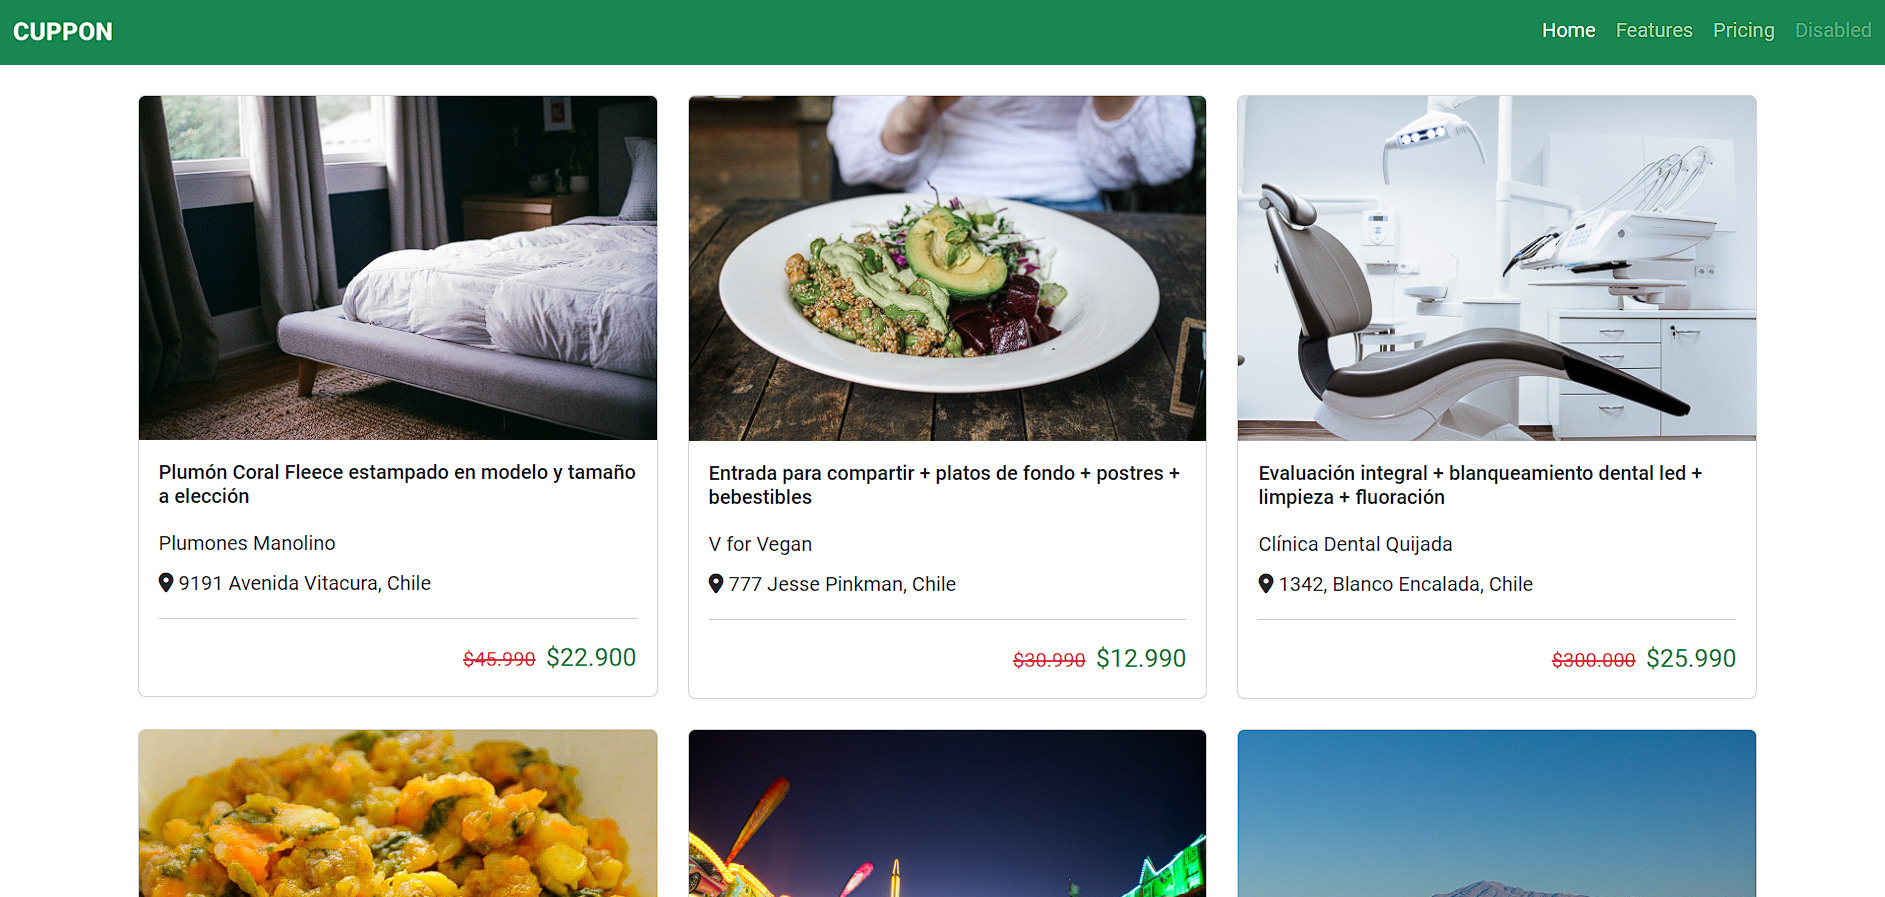 CUPPON
Home Features Pricing Disabled
Plumón Coral Fleece estampado en modelo y tamaño
a elección
Plumones Manolino
9191 Avenida Vitacura, Chile
$45.990 $22.900
Entrada para compartir + platos de fondo + postres +
bebestibles
V for Vegan
777 Jesse Pinkman, Chile
$30.990 $12.990
Evaluación integral + blanqueamiento dental led +
limpieza + fluoración
Clínica Dental Quijada
1342, Blanco Encalada, Chile
$300.000 $25.990